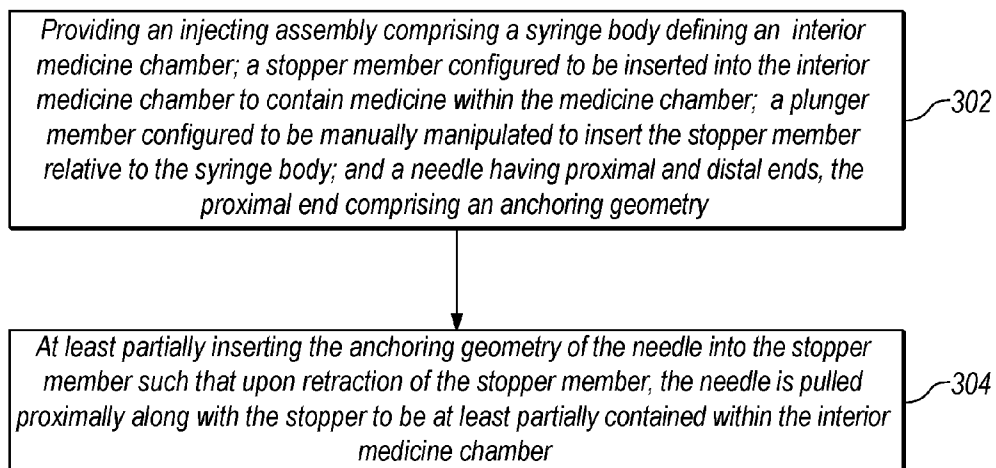 Providing an injecting assembly comprising a syringe body defining an interior
medicine chamber; a stopper member configured to be inserted into the interior
medicine chamber to contain medicine within the medicine chamber; a
plunger member configured to be manually manipulated to insert the stopper member
relative to the syringe body; and a needle having proximal and distal ends, the
proximal end comprising an anchoring geometry
302
At least partially inserting the anchoring geometry of the needle into the stopper
member such that upon retraction of the stopper member, the needle is pulled
proximally along with the stopper to be at least partially contained within the interior
medicine chamber
304